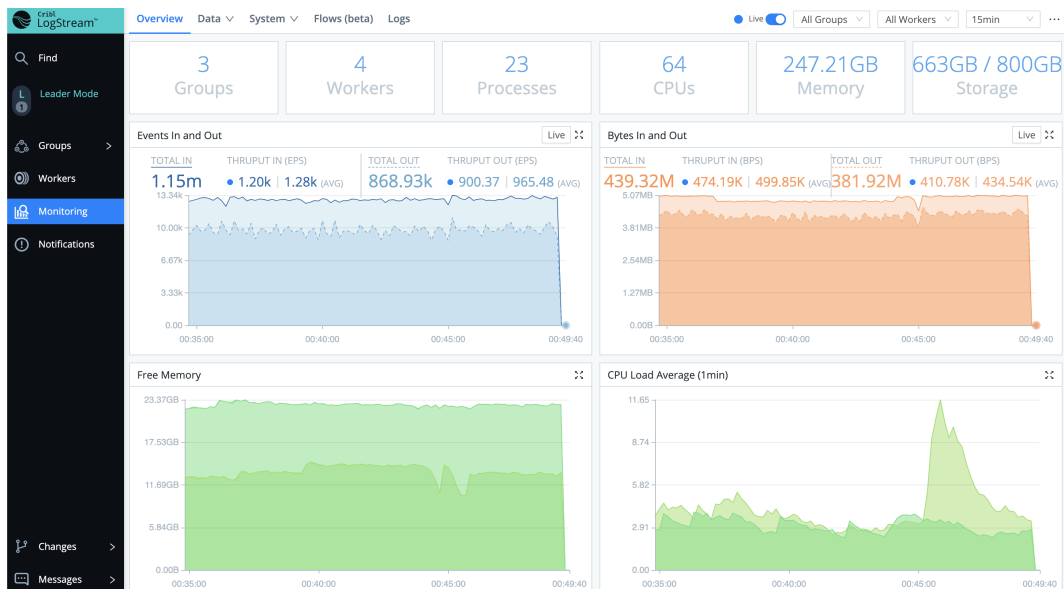 Cribl
LogStream™
Overview Data System Flows (beta) Logs
Live All Groups All Workers 15min ...
Find
L Leader Mode
1
Groups
Workers
Monitoring
Notifications
Changes
Messages
3 4 23 64 247.21GB 663GB / 800GB
Groups Workers Processes CPUs Memory Storage
Events In and Out Live
TOTAL IN THRUPUT IN (EPS) TOTAL OUT THRUPUT OUT (EPS)
1.15m 1.20k | 1.28k (AVG) 868.93k 900.37 | 965.48 (AVG)
13.34k
10.00k
6.67k
3.33k
0.00
00:35:00 00:40:00 00:45:00 00:49:40
Bytes In and Out Live
TOTAL IN THRUPUT IN (BPS) TOTAL OUT THRUPUT OUT (BPS)
439.32M 474.19K | 499.85K (AVG) 381.92M 410.78K | 434.54K (AVG)
5.07MB
3.81MB
2.54MB
1.27MB
0.00B
00:35:00 00:40:00 00:45:00 00:49:40
Free Memory
23.37GB
17.53GB
11.69GB
5.84GB
0.00B
00:35:00 00:40:00 00:45:00 00:49:40
CPU Load Average (1min)
11.65
8.74
5.82
2.91
0.00
00:35:00 00:40:00 00:45:00 00:49:40